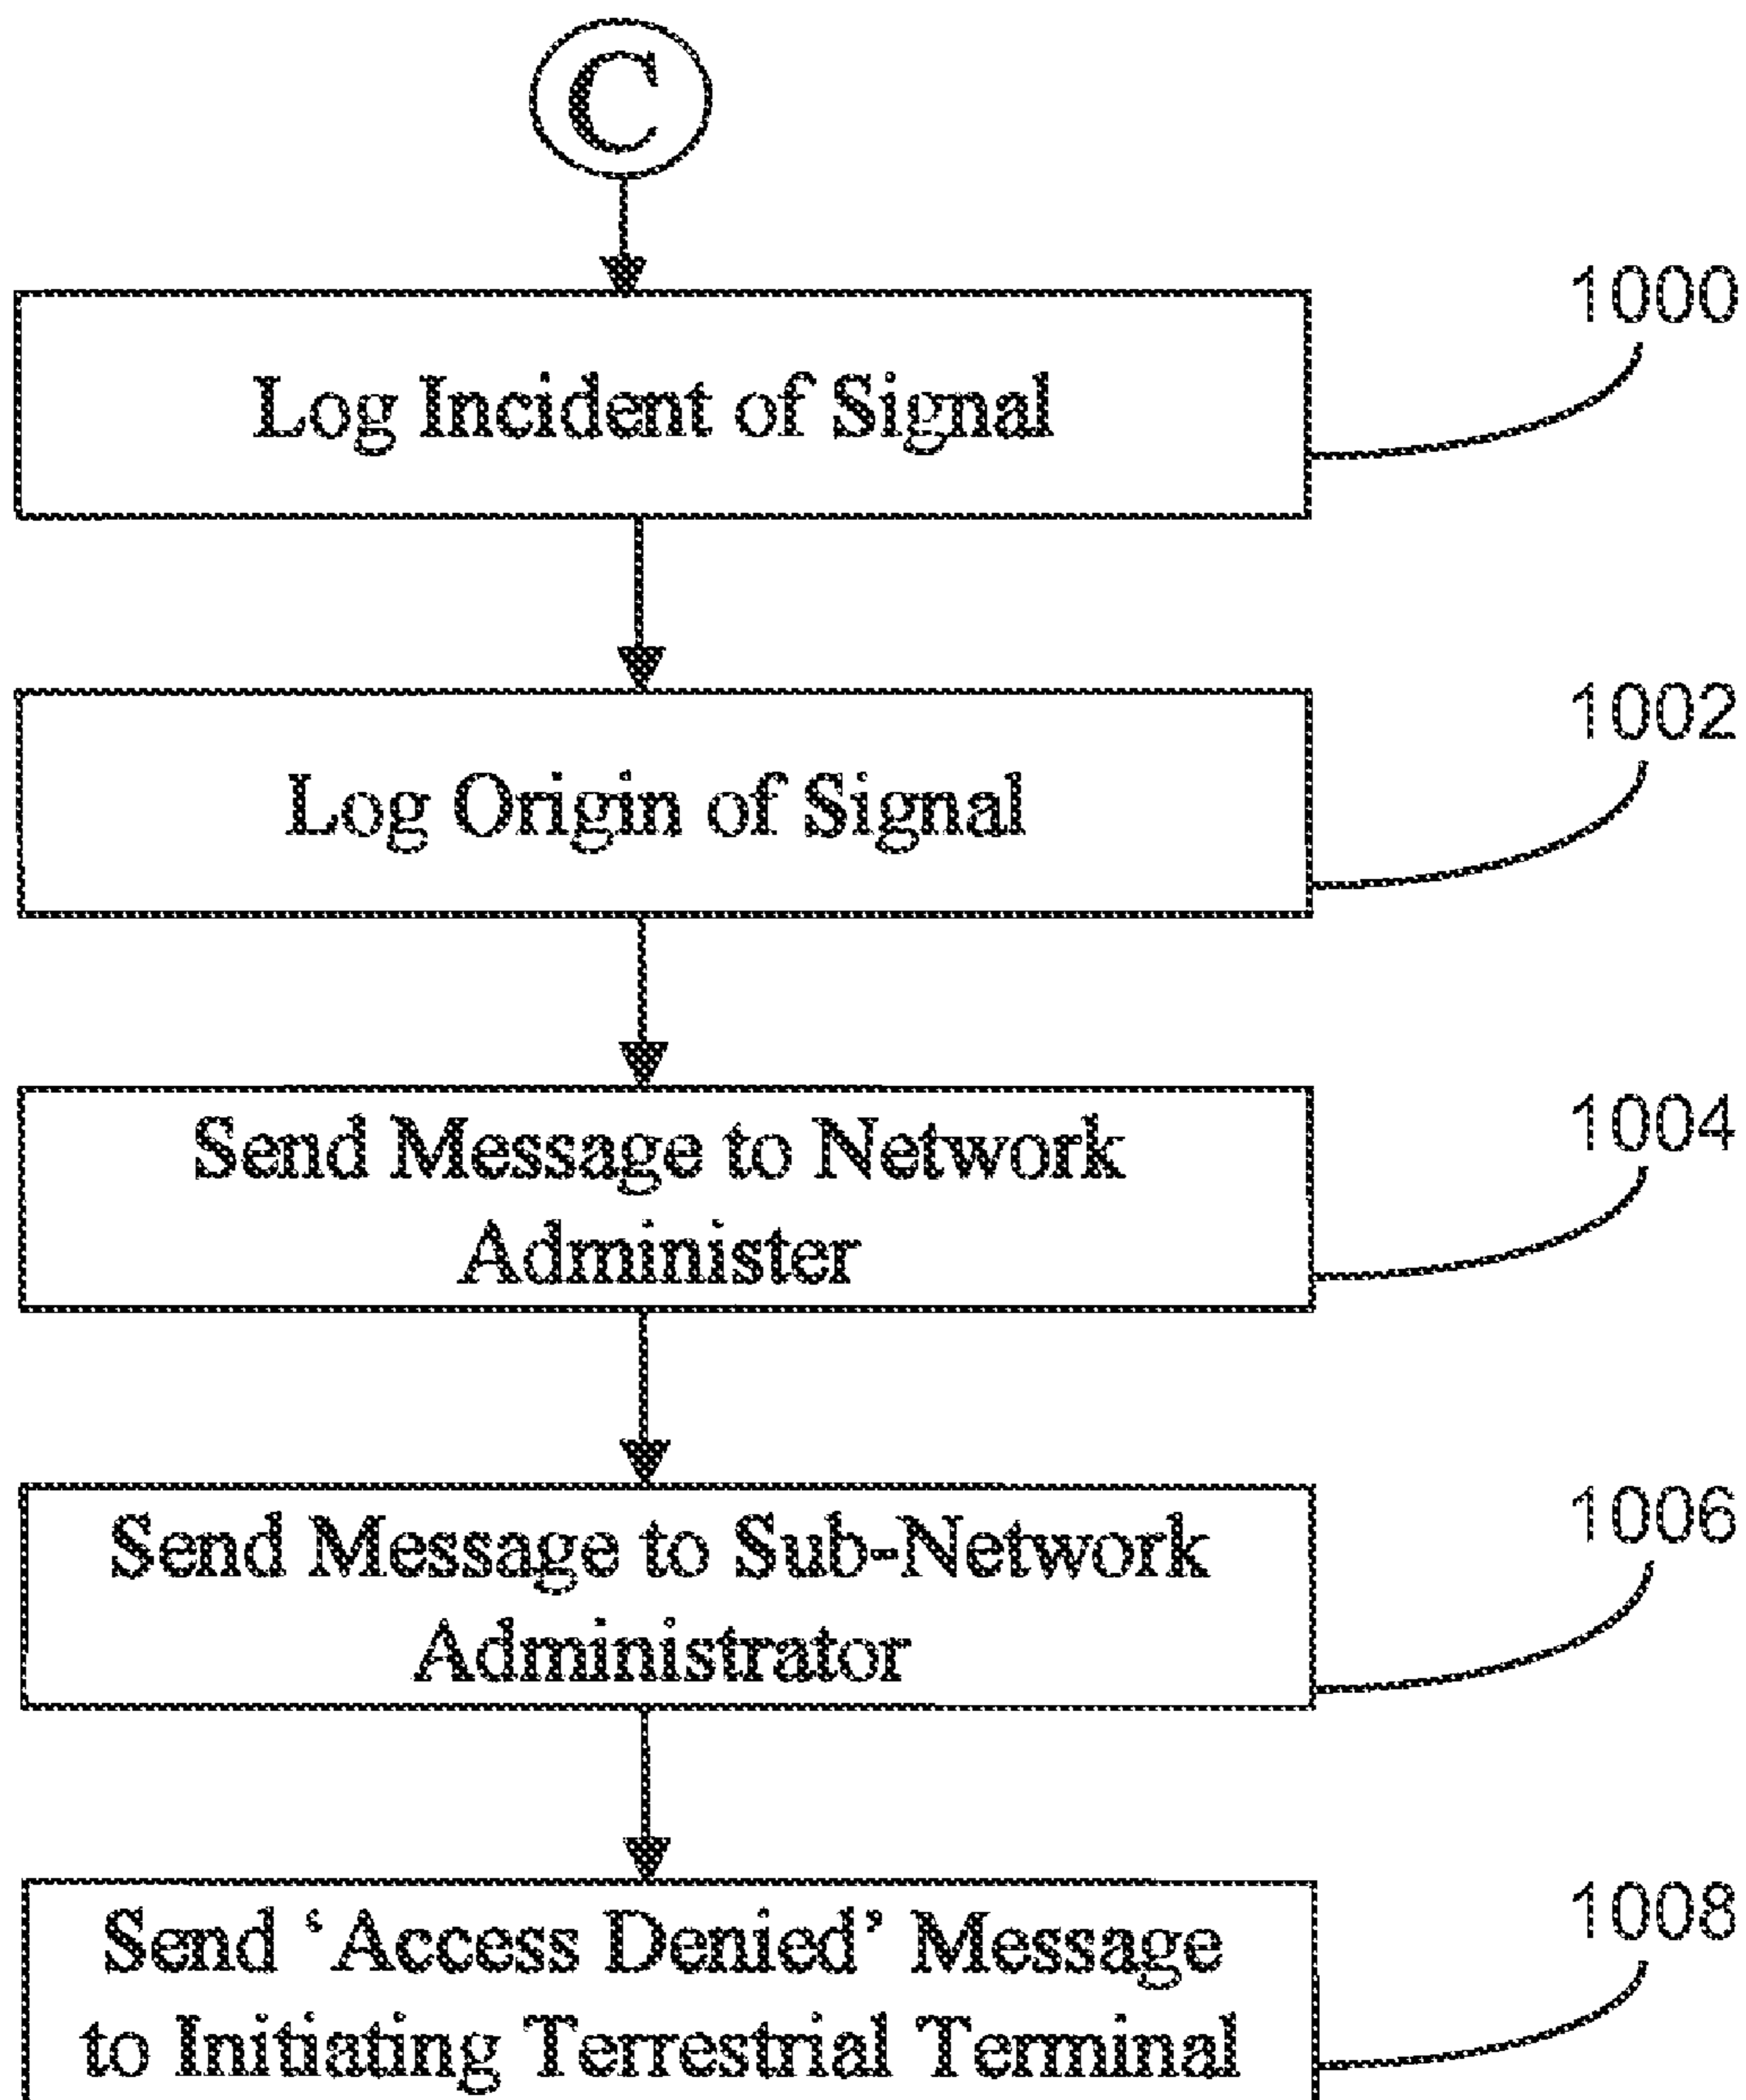 C
1000
Log Incident of Signal
1002
Log Origin of Signal
1004
Send Message to Network
Administer
1006
Send Message to Sub-Network
Administrator
1008
Send ‘Access Denied’ Message
to Initiating Terrestrial Terminal